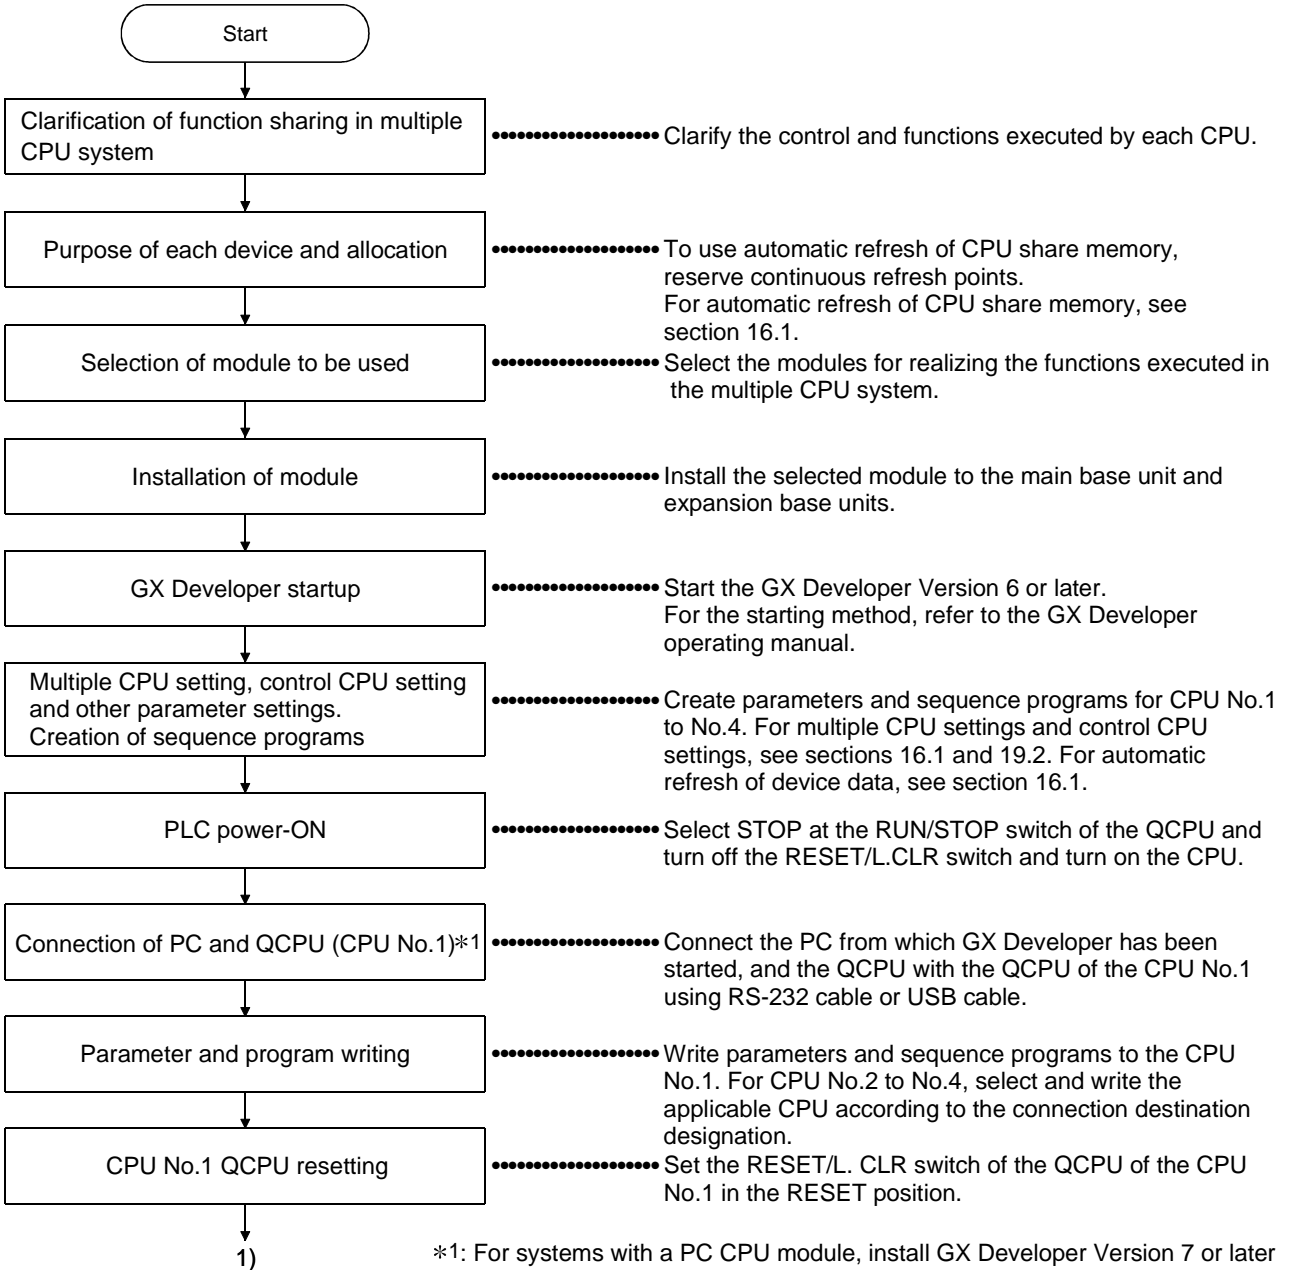 Start
Clarification of function sharing in multiple
CPU system
•••••••••••••••••••• Clarify the control and functions executed by each CPU.
Purpose of each device and allocation
•••••••••••••••••••• To use automatic refresh of CPU share memory,
reserve continuous refresh points.
For automatic refresh of CPU share memory, see
section 16.1.
Selection of module to be used
•••••••••••••••••••• Select the modules for realizing the functions executed in
the multiple CPU system.
Installation of module
•••••••••••••••••••• Install the selected module to the main base unit and
expansion base units.
GX Developer startup
•••••••••••••••••••• Start the GX Developer Version 6 or later.
For the starting method, refer to the GX Developer
operating manual.
Multiple CPU setting, control CPU setting
and other parameter settings.
Creation of sequence programs
•••••••••••••••••••• Create parameters and sequence programs for CPU No.1
to No.4. For multiple CPU settings and control CPU
settings, see sections 16.1 and 19.2. For automatic
refresh of device data, see section 16.1.
PLC power-ON
•••••••••••••••••••• Select STOP at the RUN/STOP switch of the QCPU and
turn off the RESET/L.CLR switch and turn on the CPU.
Connection of PC and QCPU (CPU No.1)*1
•••••••••••••••••••• Connect the PC from which GX Developer has been
started, and the QCPU with the QCPU of the CPU No.1
using RS-232 cable or USB cable.
Parameter and program writing
•••••••••••••••••••• Write parameters and sequence programs to the CPU
No.1. For CPU No.2 to No.4, select and write the
applicable CPU according to the connection destination
designation.
CPU No.1 QCPU resetting
•••••••••••••••••••• Set the RESET/L. CLR switch of the QCPU of the CPU
No.1 in the RESET position.
1)
*1: For systems with a PC CPU module, install GX Developer Version 7 or later